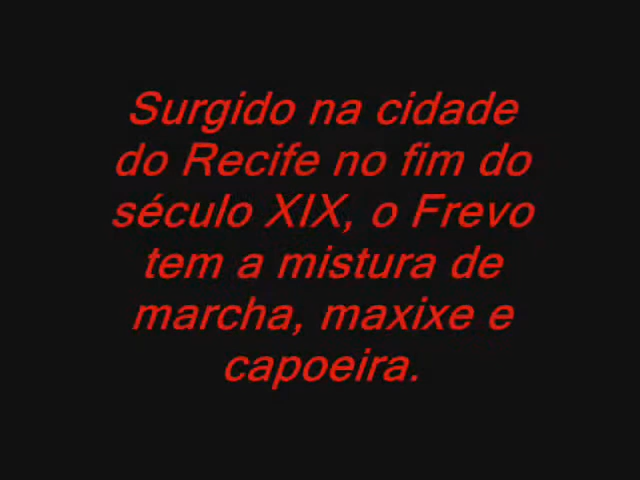 Surgido na cidade
do Recife no fim do
século XIX, o Frevo
tem a mistura de
marcha, maxixe e
capoeira.